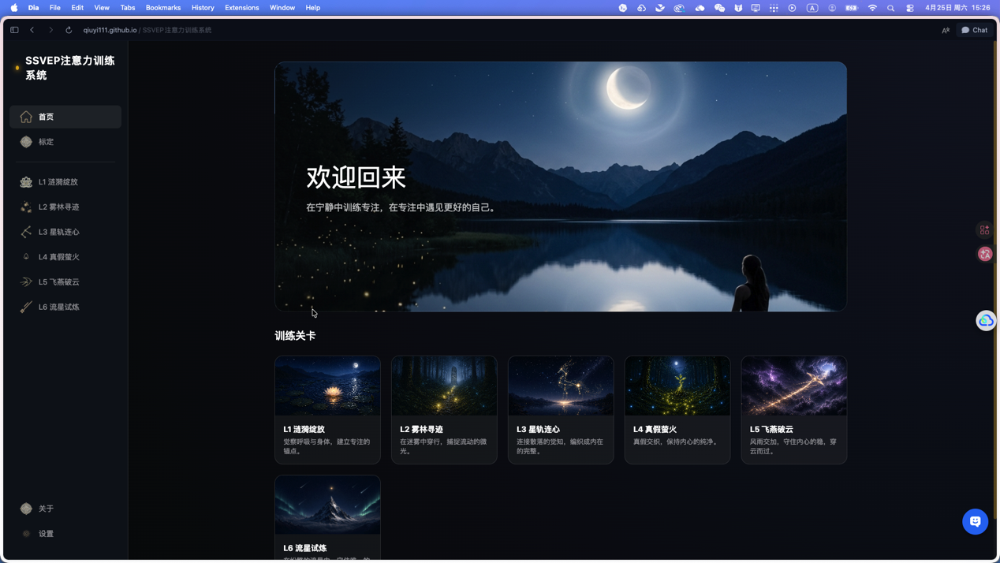 Dia File Edit View Tabs Bookmarks History Extensions Window Help A 4月25日 周六 15:26
qiuyi111.github.io / SSVEP注意力训练系统 Chat
SSVEP注意力训练
系统
首页
标定
L1 涟漪绽放
L2 雾林寻迹
L3 星轨连心
L4 真假萤火
L5 飞燕破云
L6 流星试炼
关于
设置
欢迎回来
在宁静中训练专注，在专注中遇见更好的自己。
训练关卡
L1 涟漪绽放
觉察呼吸与身体，建立专注的
锚点。
L2 雾林寻迹
在迷雾中穿行，捕捉流动的微
光。
L3 星轨连心
连接散落的觉知，编织成内在
的完整。
L4 真假萤火
真假交织，保持内心的纯净。
L5 飞燕破云
风雨交加，守住内心的稳，穿
云而过。
L6 流星试炼